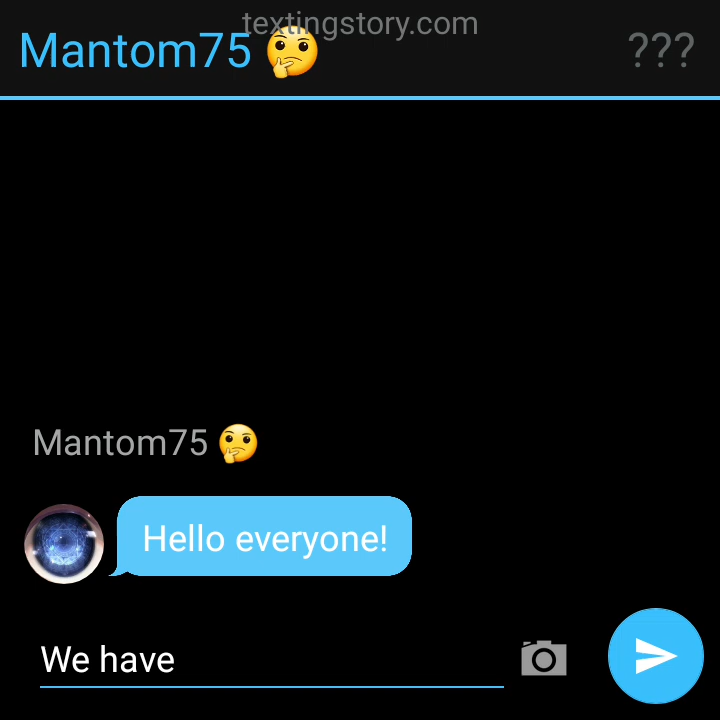 textingstory.com
Mantom75 🤔 ???
Mantom75 🤔
Hello everyone!
We have